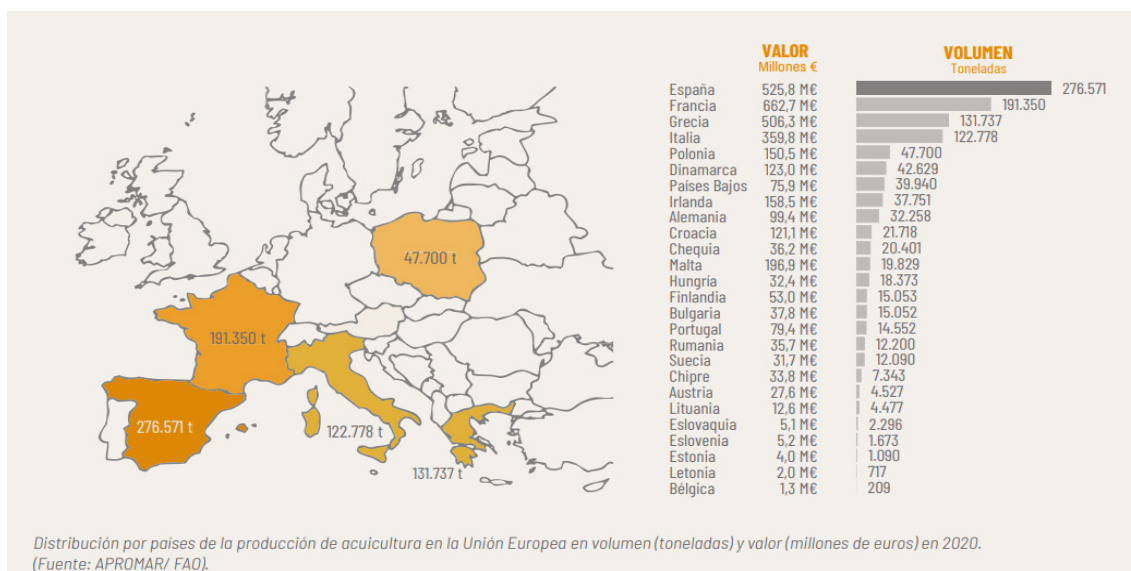 VALOR
Millones €
VOLUMEN
Toneladas
España 525,8 M€ 276.571
Francia 662,7 M€ 191.350
Grecia 506,3 M€ 131.737
Italia 359,8 M€ 122.778
Polonia 150,5 M€ 47.700
Dinamarca 123,0 M€ 42.629
Países Bajos 75,9 M€ 39.940
Irlanda 158,5 M€ 37.751
Alemania 99,4 M€ 32.258
Croacia 121,1 M€ 21.718
Chequia 36,2 M€ 20.401
Malta 196,9 M€ 19.829
Hungría 32,4 M€ 18.373
Finlandia 53,0 M€ 15.053
Bulgaria 37,8 M€ 15.052
Portugal 79,4 M€ 14.552
Rumania 35,7 M€ 12.200
Suecia 31,7 M€ 12.090
Chipre 33,8 M€ 7.343
Austria 27,6 M€ 4.527
Lituania 12,6 M€ 4.477
Eslovaquia 5,1 M€ 2.296
Eslovenia 5,2 M€ 1.673
Estonia 4,0 M€ 1.090
Letonia 2,0 M€ 717
Bélgica 1,3 M€ 209
47.700 t
191.350 t
276.571 t
122.778 t
131.737 t
Distribución por países de la producción de acuicultura en la Unión Europea en volumen (toneladas) y valor (millones de euros) en 2020.
(Fuente: APROMAR/ FAO).